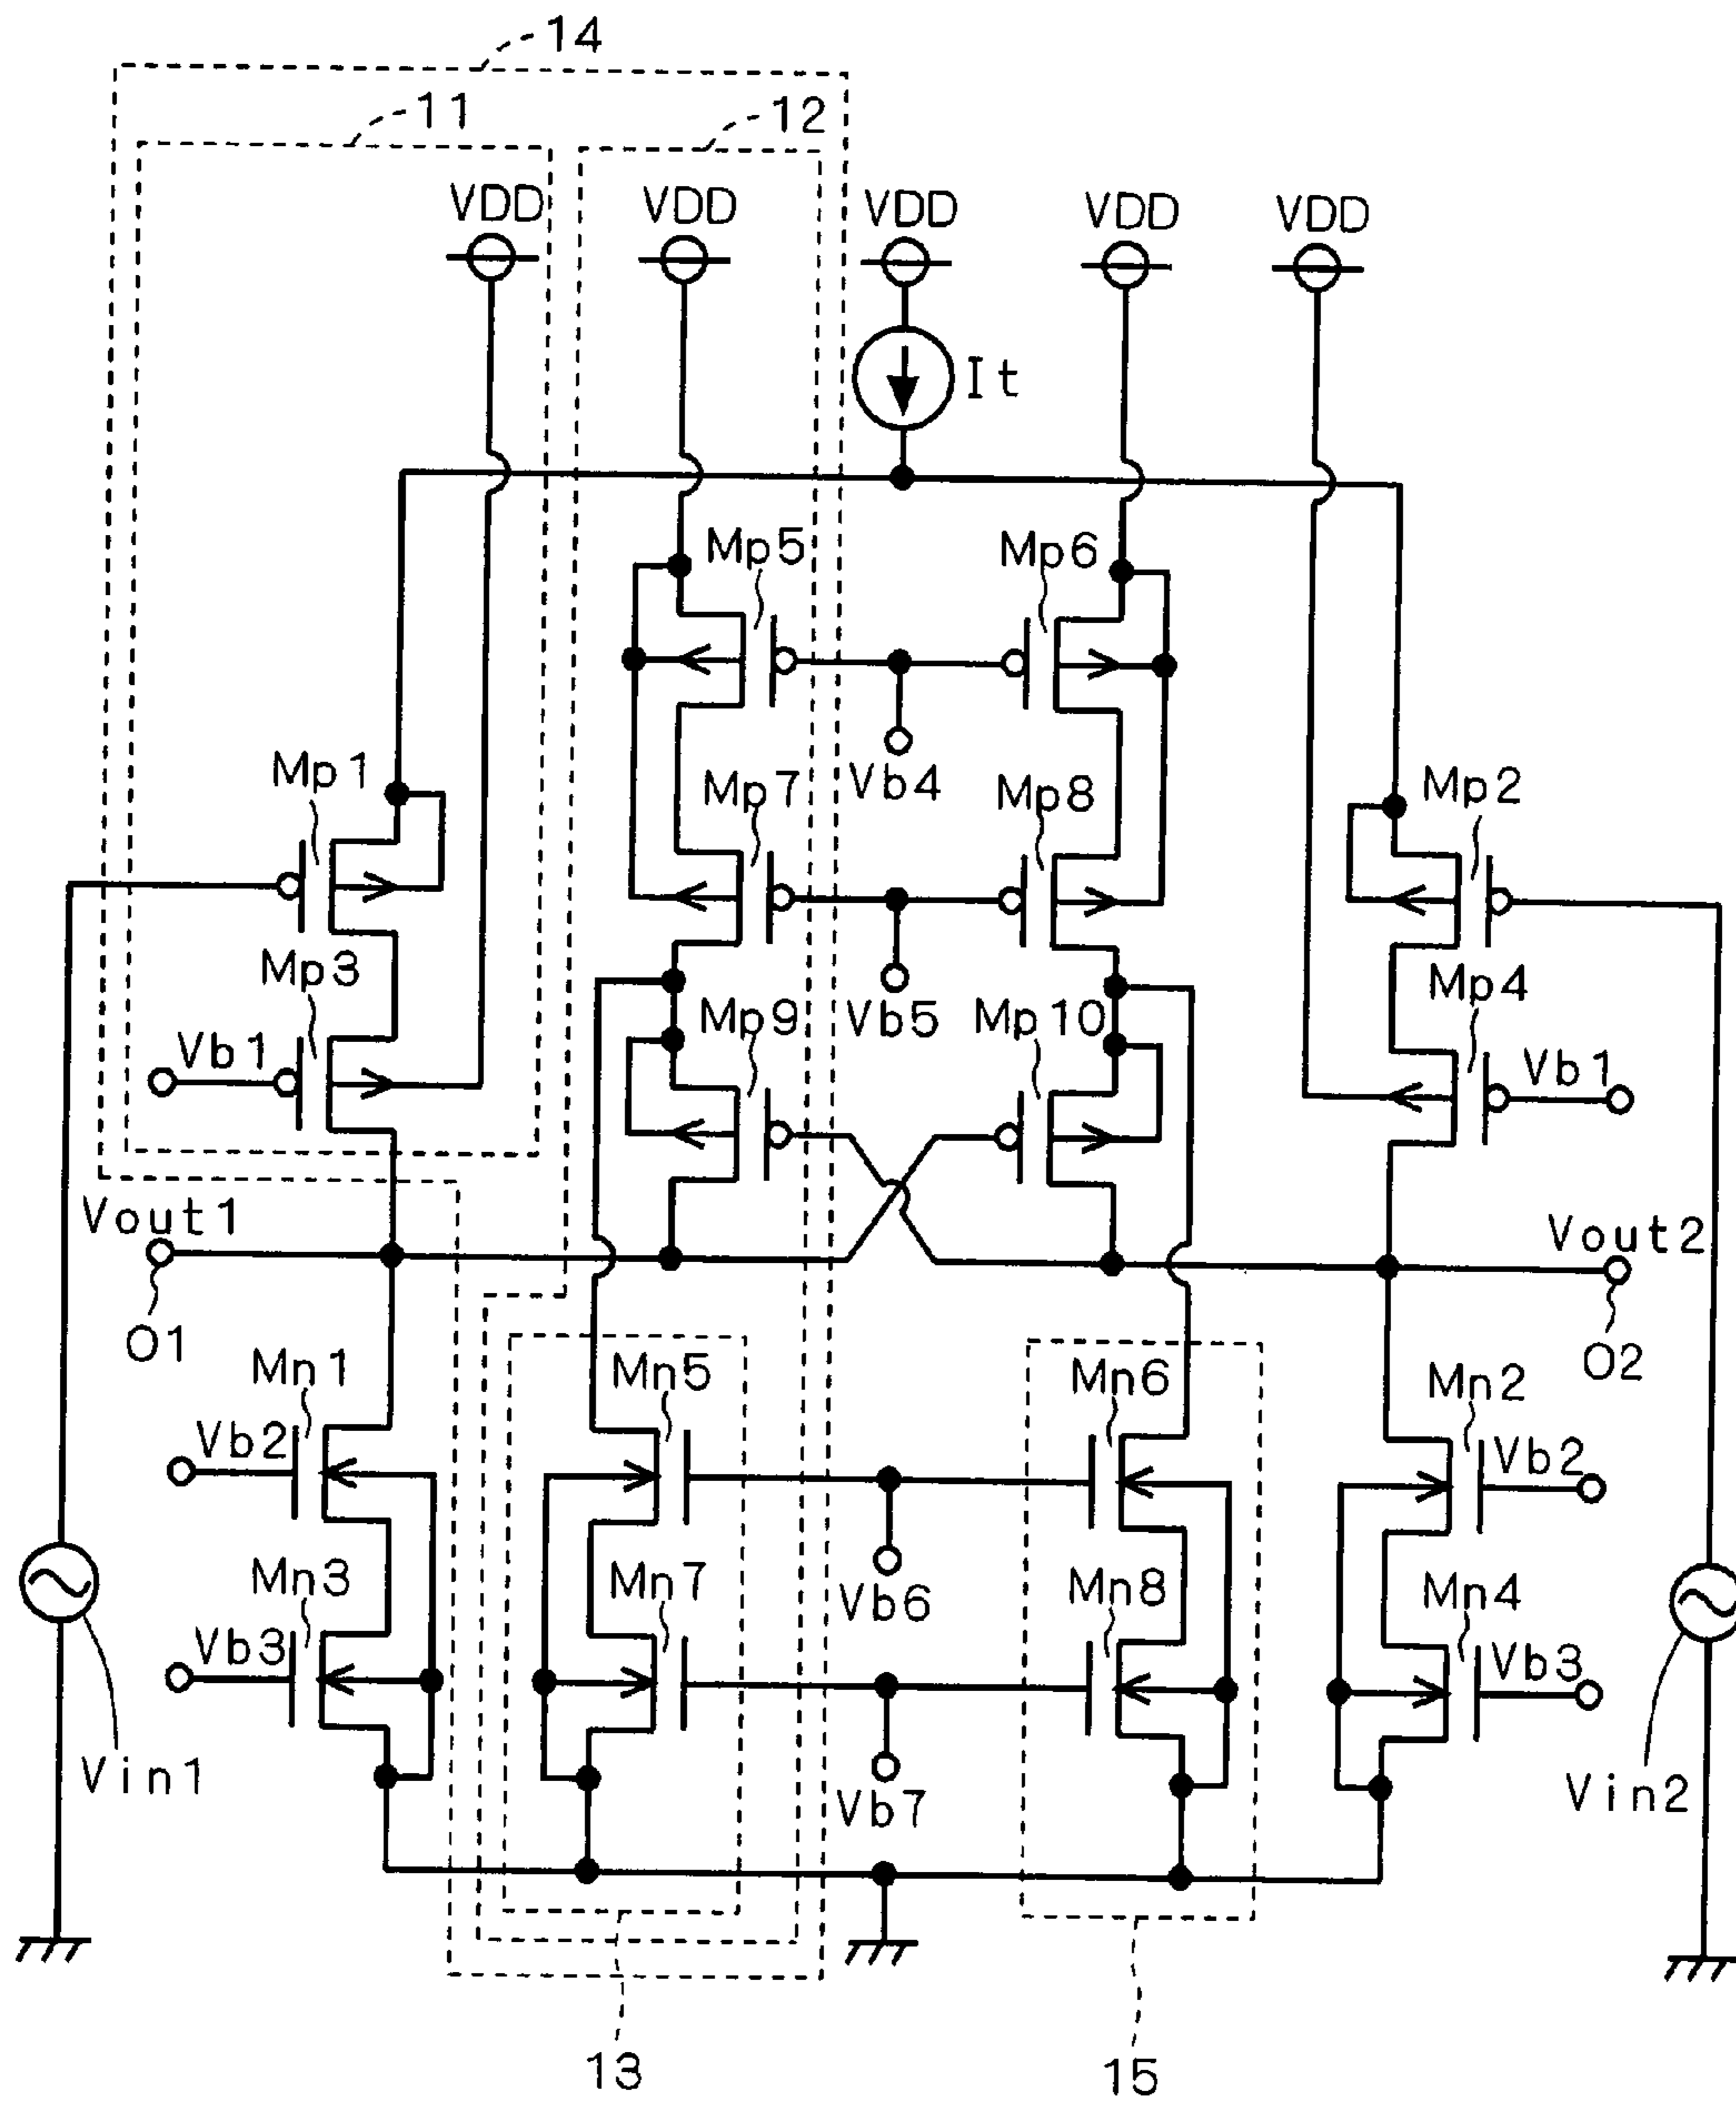 14
11
12
VDD
VDD
VDD
VDD
VDD
It
Mp5
Mp6
Mp1
Mp7
Vb4
Mp8
Mp2
Mp3
Mp9
Vb5
Mp10
Mp4
Vb1
Vb1
Vout1
Vout2
O1
O2
Mn1
Mn5
Mn6
Mn2
Vb2
Vb2
Mn3
Mn7
Vb6
Mn8
Mn4
Vb3
Vb3
Vin1
Vb7
Vin2
13
15